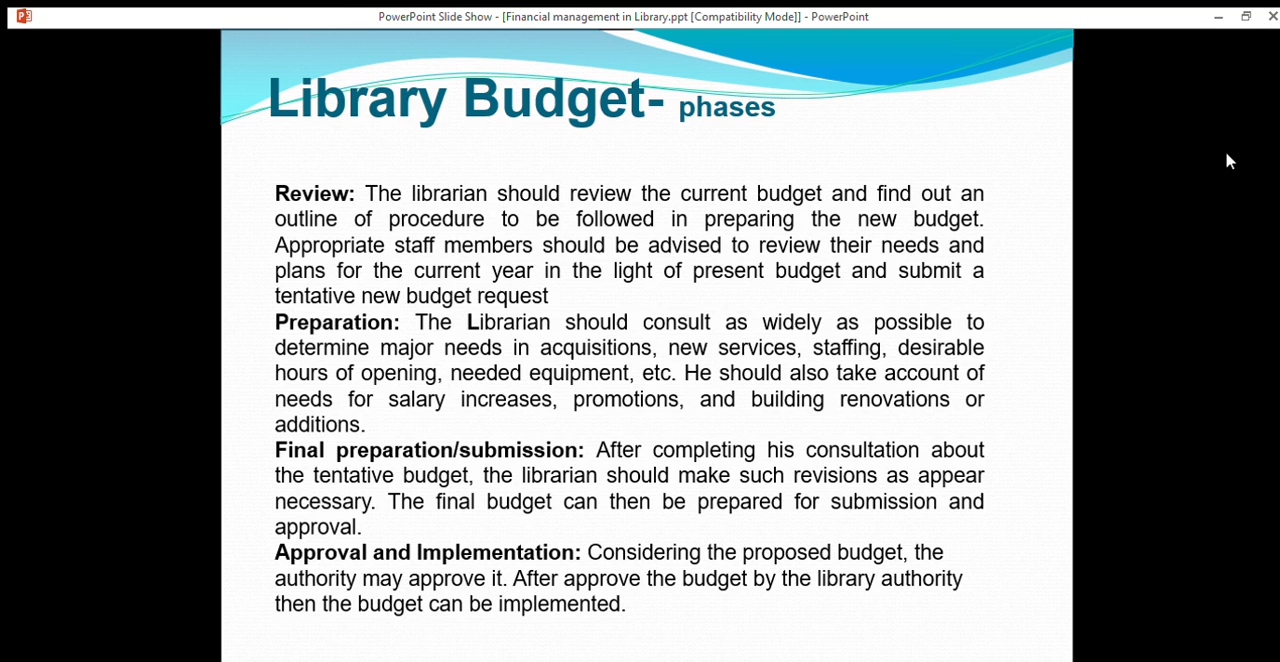 PowerPoint Slide Show - [Financial management in Library.ppt [Compatibility Mode]] - PowerPoint
Library Budget- phases
Review: The librarian should review the current budget and find out an
outline of procedure to be followed in preparing the new budget.
Appropriate staff members should be advised to review their needs and
plans for the current year in the light of present budget and submit a
tentative new budget request
Preparation: The Librarian should consult as widely as possible to
determine major needs in acquisitions, new services, staffing, desirable
hours of opening, needed equipment, etc. He should also take account of
needs for salary increases, promotions, and building renovations or
additions.
Final preparation/submission: After completing his consultation about
the tentative budget, the librarian should make such revisions as appear
necessary. The final budget can then be prepared for submission and
approval.
Approval and Implementation: Considering the proposed budget, the
authority may approve it. After approve the budget by the library authority
then the budget can be implemented.